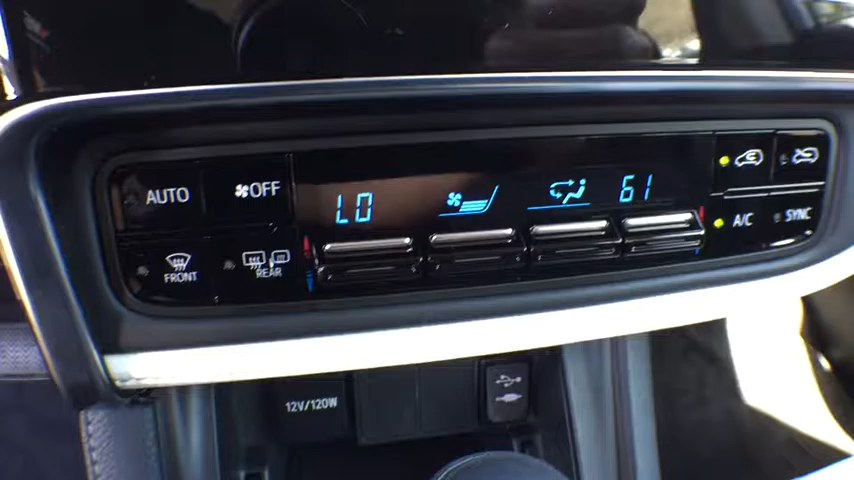 AUTO
OFF
LO
61
A/C
SYNC
FRONT
REAR
12V/120W